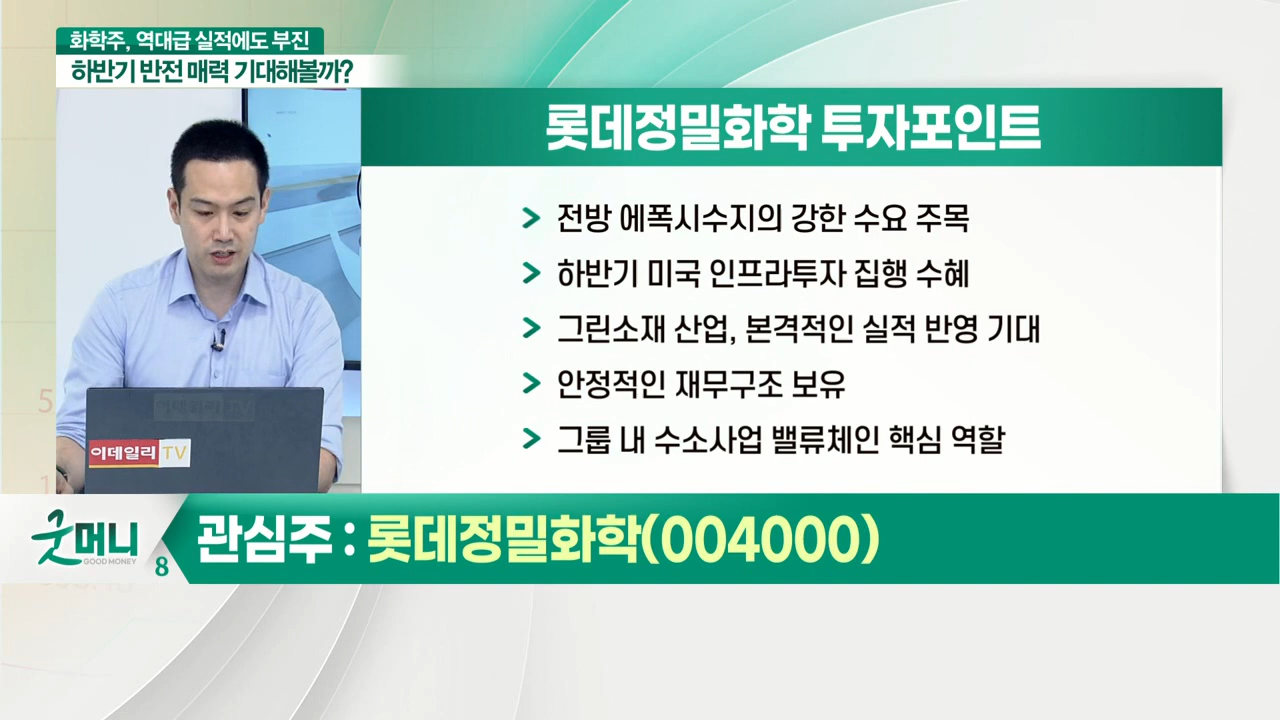 화학주, 역대급 실적에도 부진
하반기 반전 매력 기대해볼까?
롯데정밀화학 투자포인트
> 전방 에폭시수지의 강한 수요 주목
> 하반기 미국 인프라투자 집행 수혜
> 그린소재 산업, 본격적인 실적 반영 기대
> 안정적인 재무구조 보유
> 그룹 내 수소사업 밸류체인 핵심 역할
이데일리 TV
5
1
굿머니
GOOD MONEY
8
관심주 : 롯데정밀화학(004000)